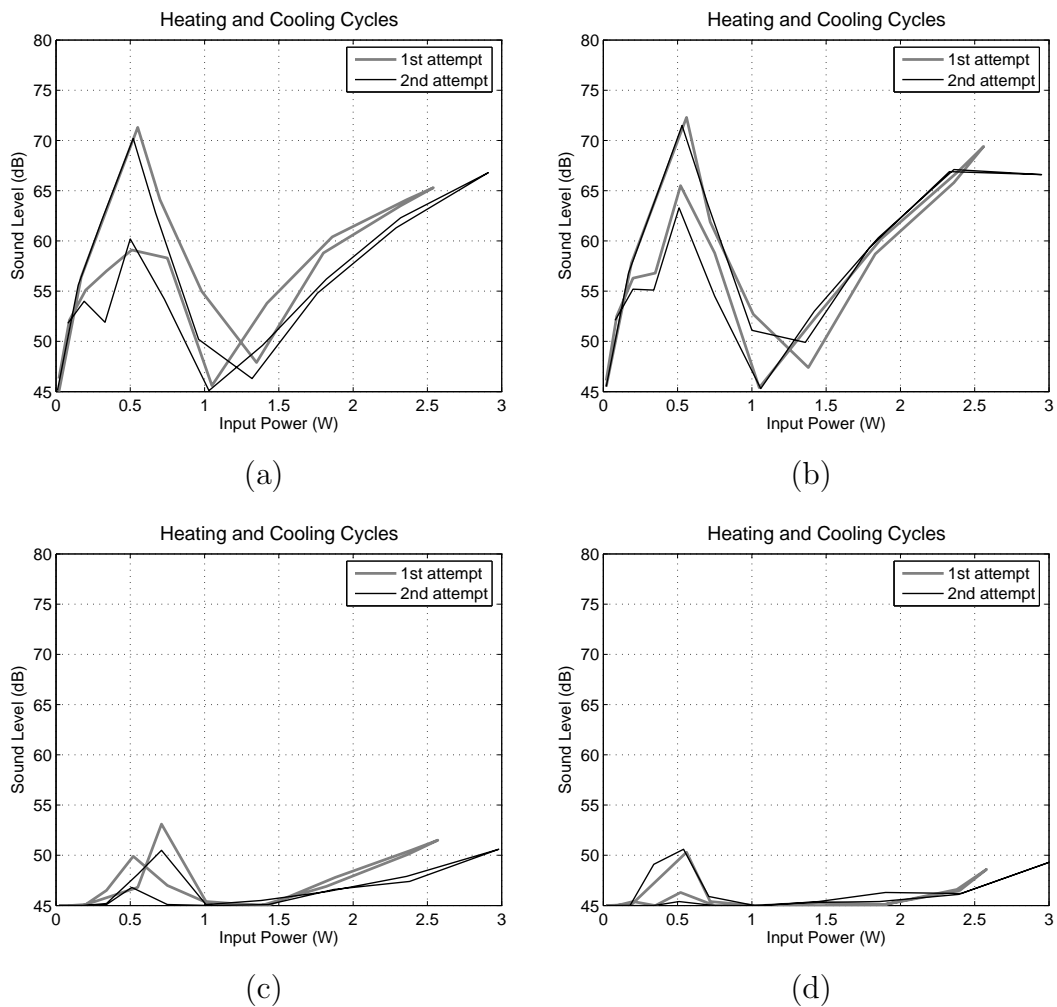 Heating and Cooling Cycles
80
75
70
65
60
55
50
45
Sound Level (dB)
0 0.5 1 1.5 2 2.5 3
Input Power (W)
1st attempt
2nd attempt
(a)
Heating and Cooling Cycles
80
75
70
65
60
55
50
45
Sound Level (dB)
0 0.5 1 1.5 2 2.5 3
Input Power (W)
1st attempt
2nd attempt
(b)
Heating and Cooling Cycles
80
75
70
65
60
55
50
45
Sound Level (dB)
0 0.5 1 1.5 2 2.5 3
Input Power (W)
1st attempt
2nd attempt
(c)
Heating and Cooling Cycles
80
75
70
65
60
55
50
45
Sound Level (dB)
0 0.5 1 1.5 2 2.5 3
Input Power (W)
1st attempt
2nd attempt
(d)